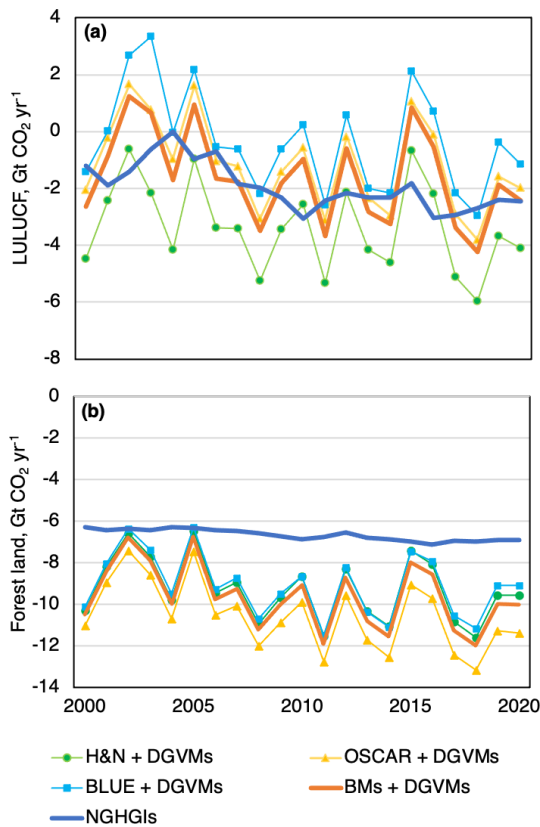 (a)
4
2
0
-2
-4
-6
-8
LULUCF, Gt CO₂ yr⁻¹
(b)
0
-2
-4
-6
-8
-10
-12
-14
Forest land, Gt CO₂ yr⁻¹
2000 2005 2010 2015 2020
H&N + DGVMs OSCAR + DGVMs
BLUE + DGVMs BMs + DGVMs
NGHGIs